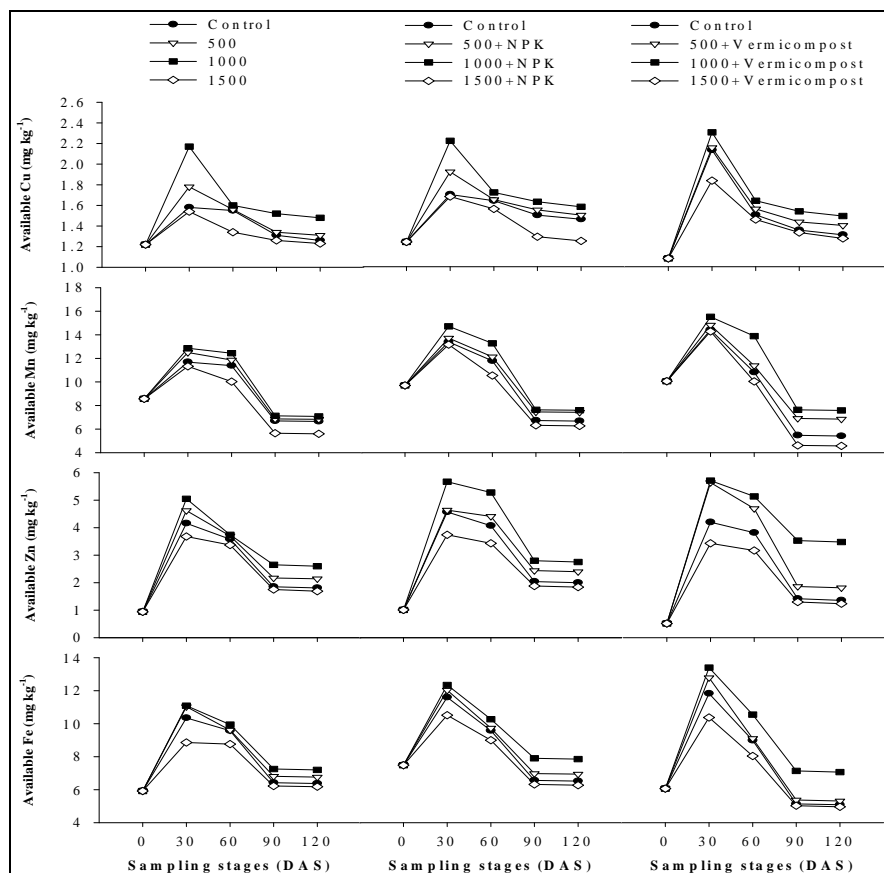 Control
500
1000
1500
Control
500+NPK
1000+NPK
1500+NPK
Control
500+Vermicompost
1000+Vermicompost
1500+Vermicompost
Available Cu (mg kg-1)
2.6
2.4
2.2
2.0
1.8
1.6
1.4
1.2
1.0
Available Mn (mg kg-1)
18
16
14
12
10
8
6
4
Available Zn (mg kg-1)
6
5
4
3
2
1
0
Available Fe (mg kg-1)
14
12
10
8
6
4
0 30 60 90 120
0 30 60 90 120
0 30 60 90 120
Sampling stages (DAS)
Sampling stages (DAS)
Sampling stages (DAS)